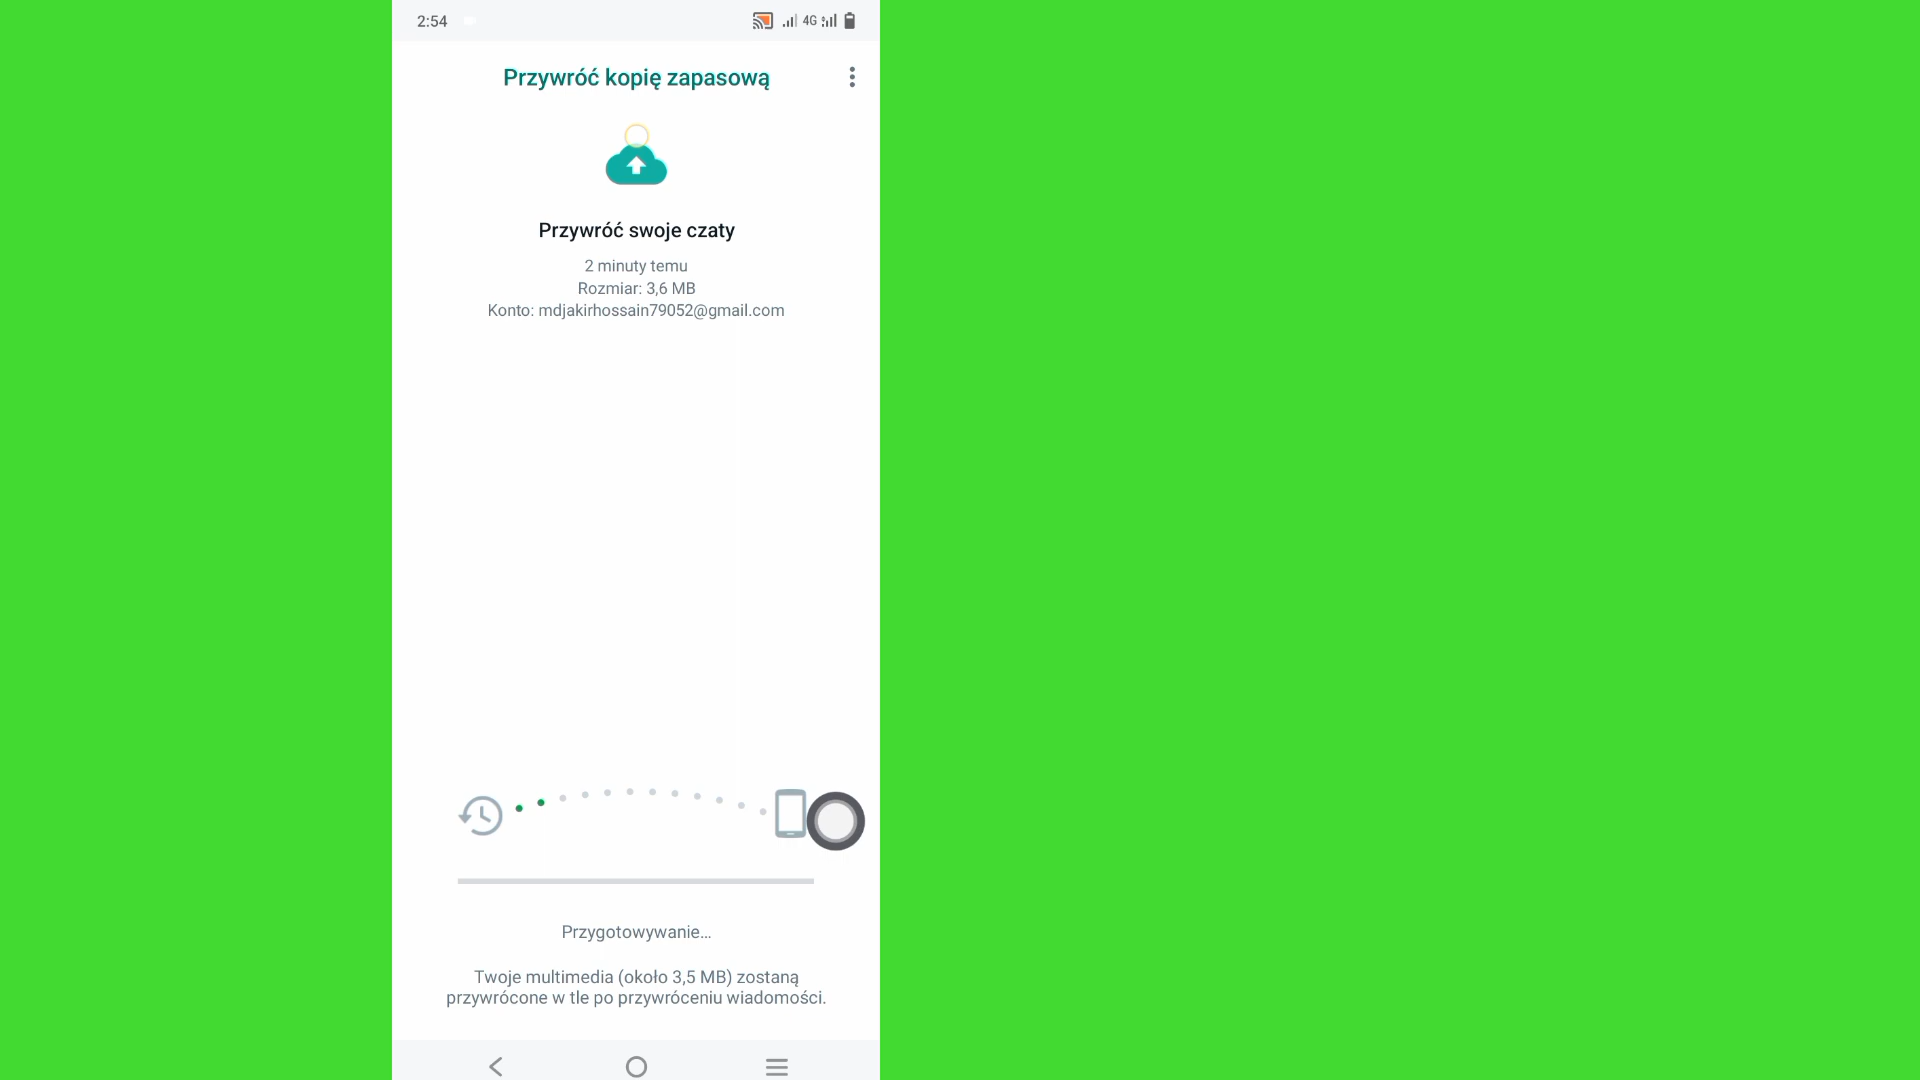 2:54
4G
Przywróć kopię zapasową
Przywróć swoje czaty
2 minuty temu
Rozmiar: 3,6 MB
Konto: mdjakirhossain79052@gmail.com
Przygotowywanie...
Twoje multimedia (około 3,5 MB) zostaną
przywrócone w tle po przywróceniu wiadomości.